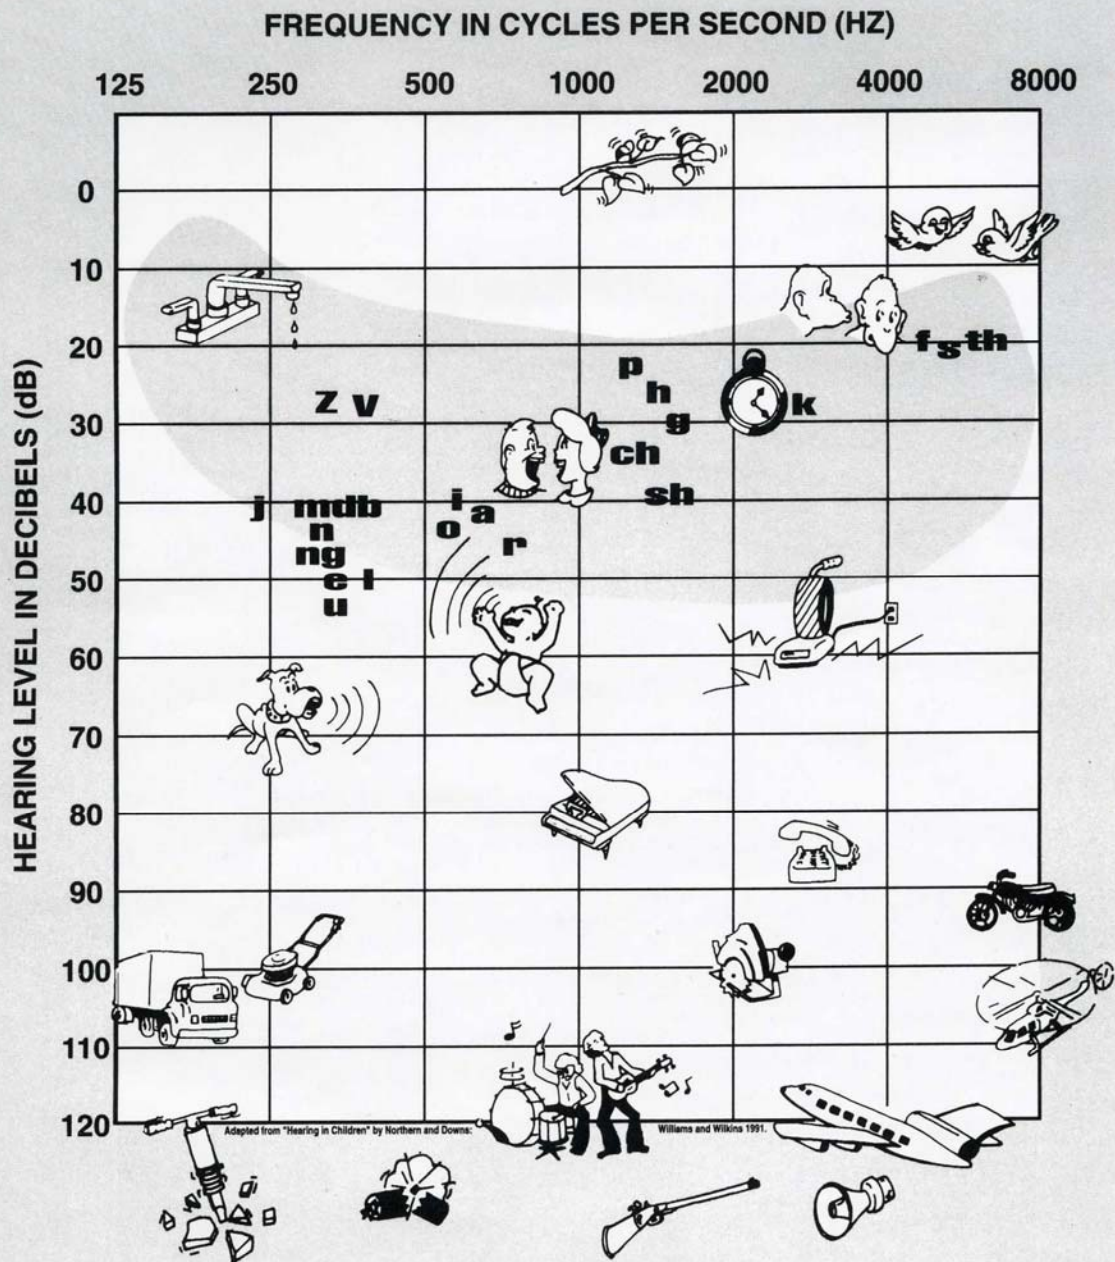 FREQUENCY IN CYCLES PER SECOND (HZ)
125 250 500 1000 2000 4000 8000
HEARING LEVEL IN DECIBELS (dB)
0
10
20
f s th
p
h
z v
k
g
30
ch
sh
40
j mdb i a
n o
r
ng
50
e l
u
60
70
80
90
100
110
120
Adapted from "Hearing in Children" by Northern and Downs: Williams and Wilkins 1991.